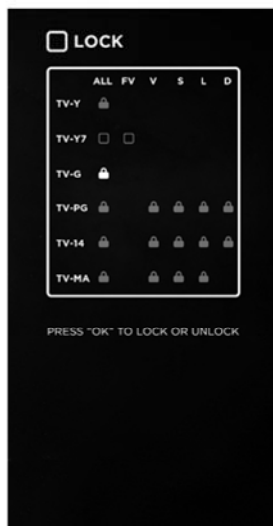 LOCK
ALL FV V S L D
TV-Y
TV-Y7
TV-G
TV-PG
TV-14
TV-MA
PRESS "OK" TO LOCK OR UNLOCK